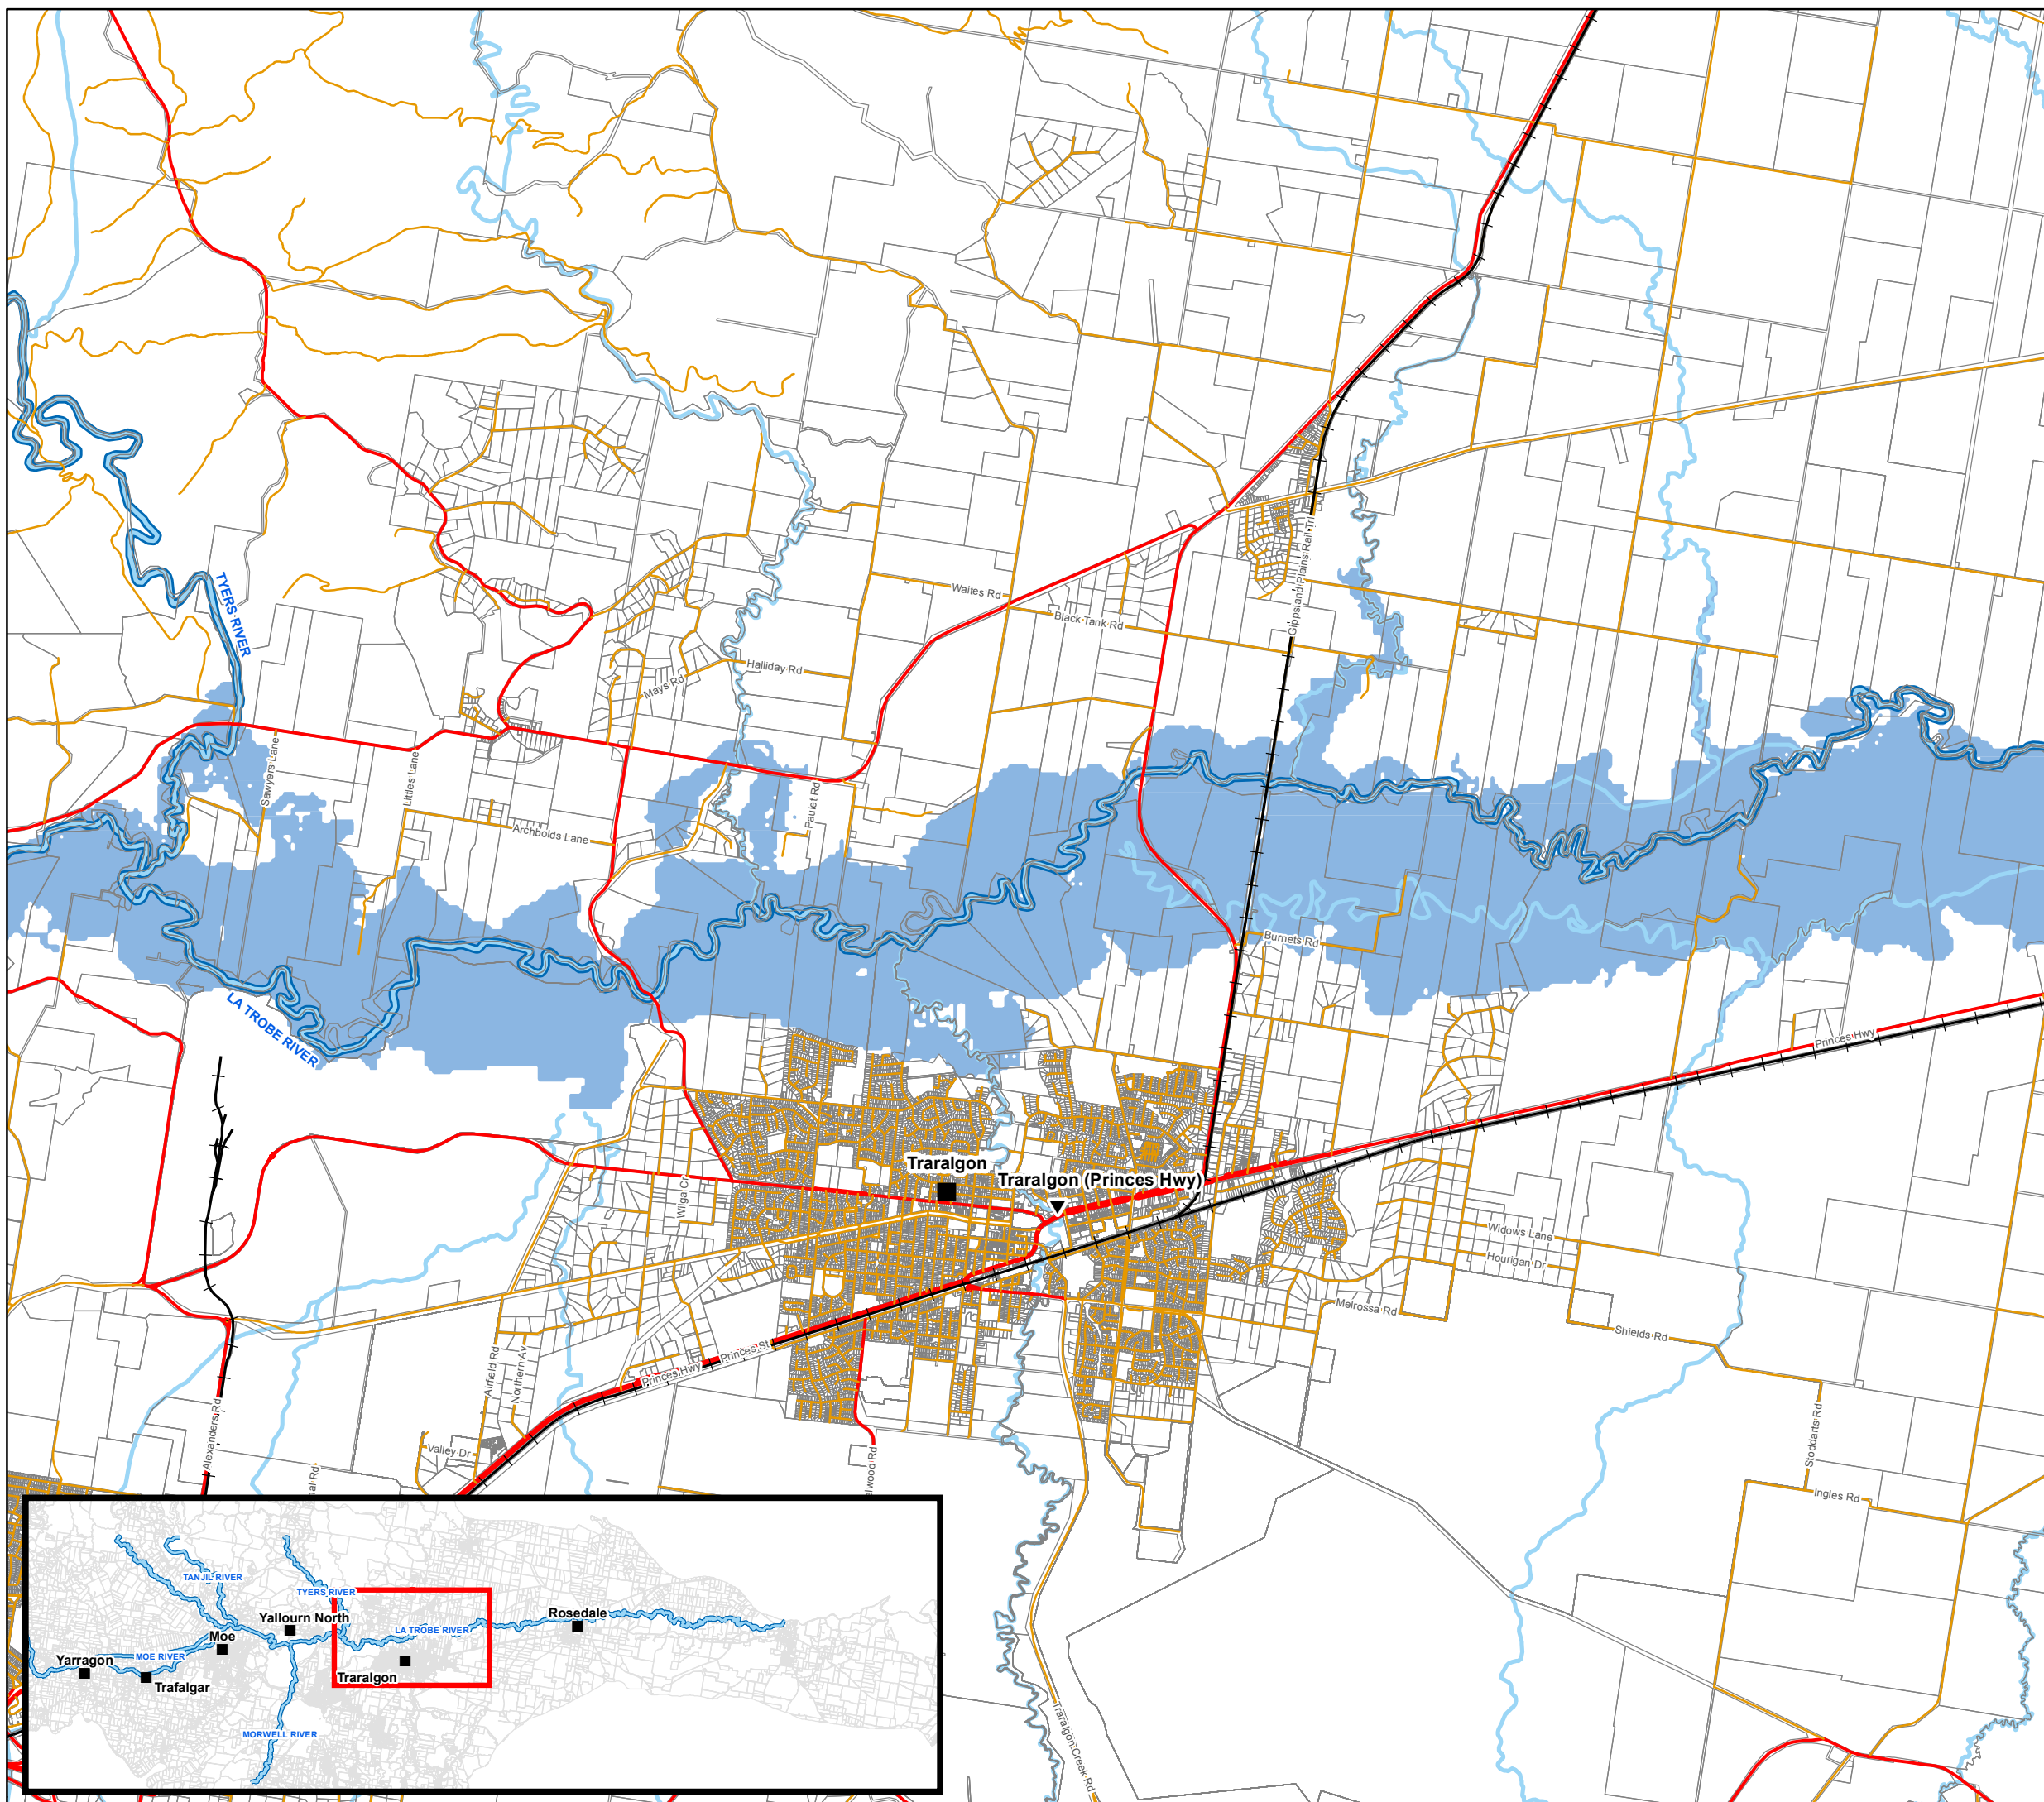 TYERS RIVER
Waites Rd
Black Tank Rd
Gippsland Plains Rail Trl
Halliday Rd
Mays Rd
Sawyers Lane
Littles Lane
Paulet Rd
Archbolds Lane
Burnets Rd
LA TROBE RIVER
Princes Hwy
Traralgon
Traralgon (Princes Hwy)
Wilga Cr
Widows Lane
Hourigan Dr
Melrossa Rd
Shields Rd
Airfield Rd
Northern Av
Princes Hwy
Princes St
Alexanders Rd
Valley Dr
Stoddarts Rd
Ingles Rd
Traralgon Creek Rd
TANJIL RIVER
TYERS RIVER
Yallourn North
Rosedale
Moe
LA TROBE RIVER
MOE RIVER
Yarragon
Trafalgar
Traralgon
MORWELL RIVER